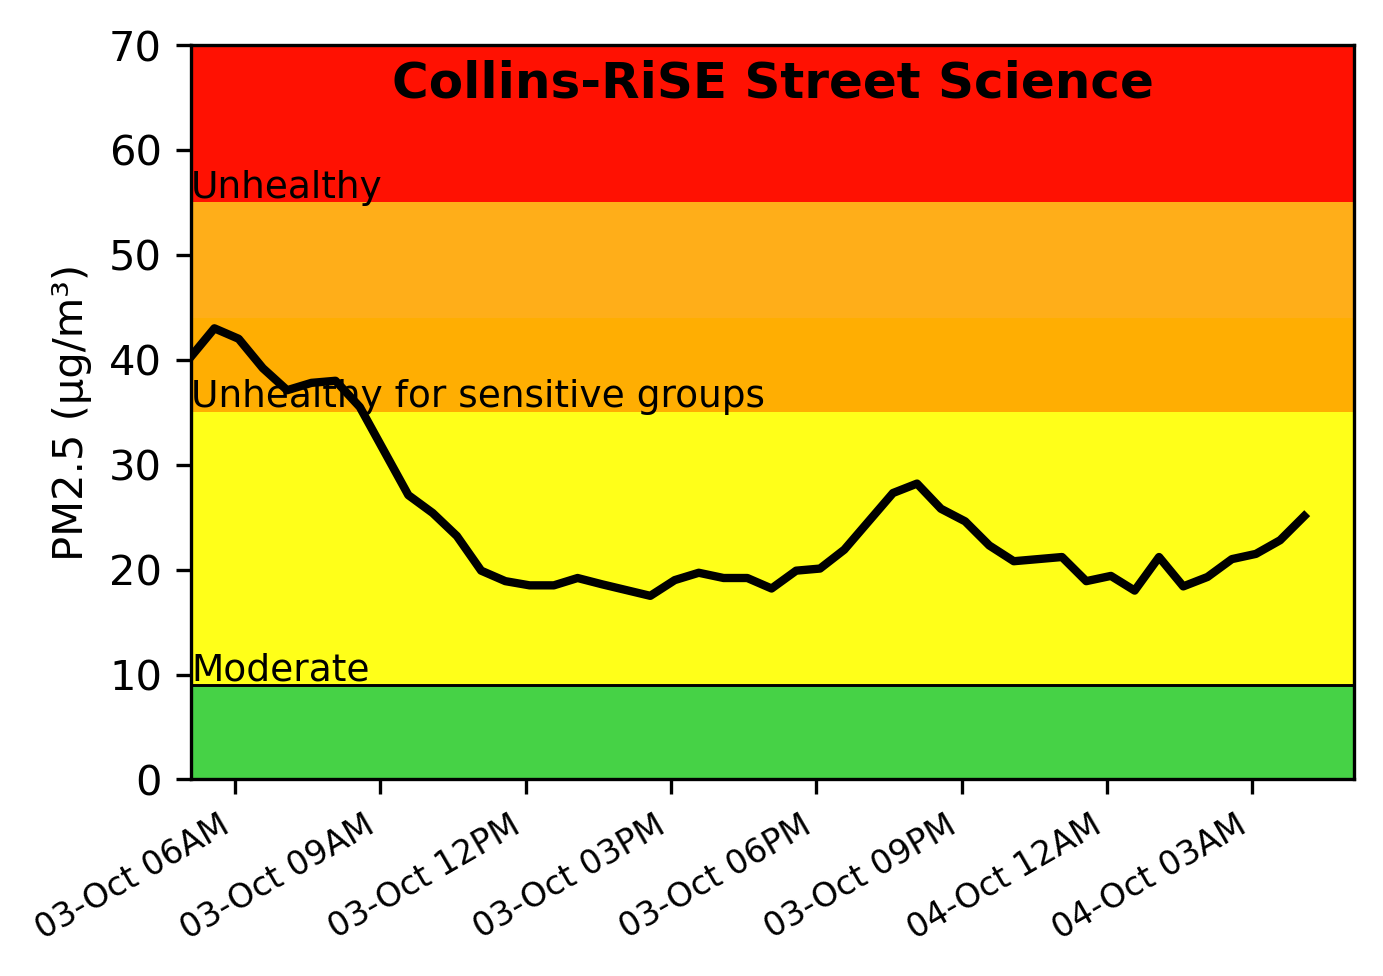 Collins-RiSE Street Science
PM2.5 (μg/m³)
70
60
Unhealthy
50
40
Unhealthy for sensitive groups
30
20
10
Moderate
0
03-Oct 06AM
03-Oct 09AM
03-Oct 12PM
03-Oct 03PM
03-Oct 06PM
03-Oct 09PM
04-Oct 12AM
04-Oct 03AM